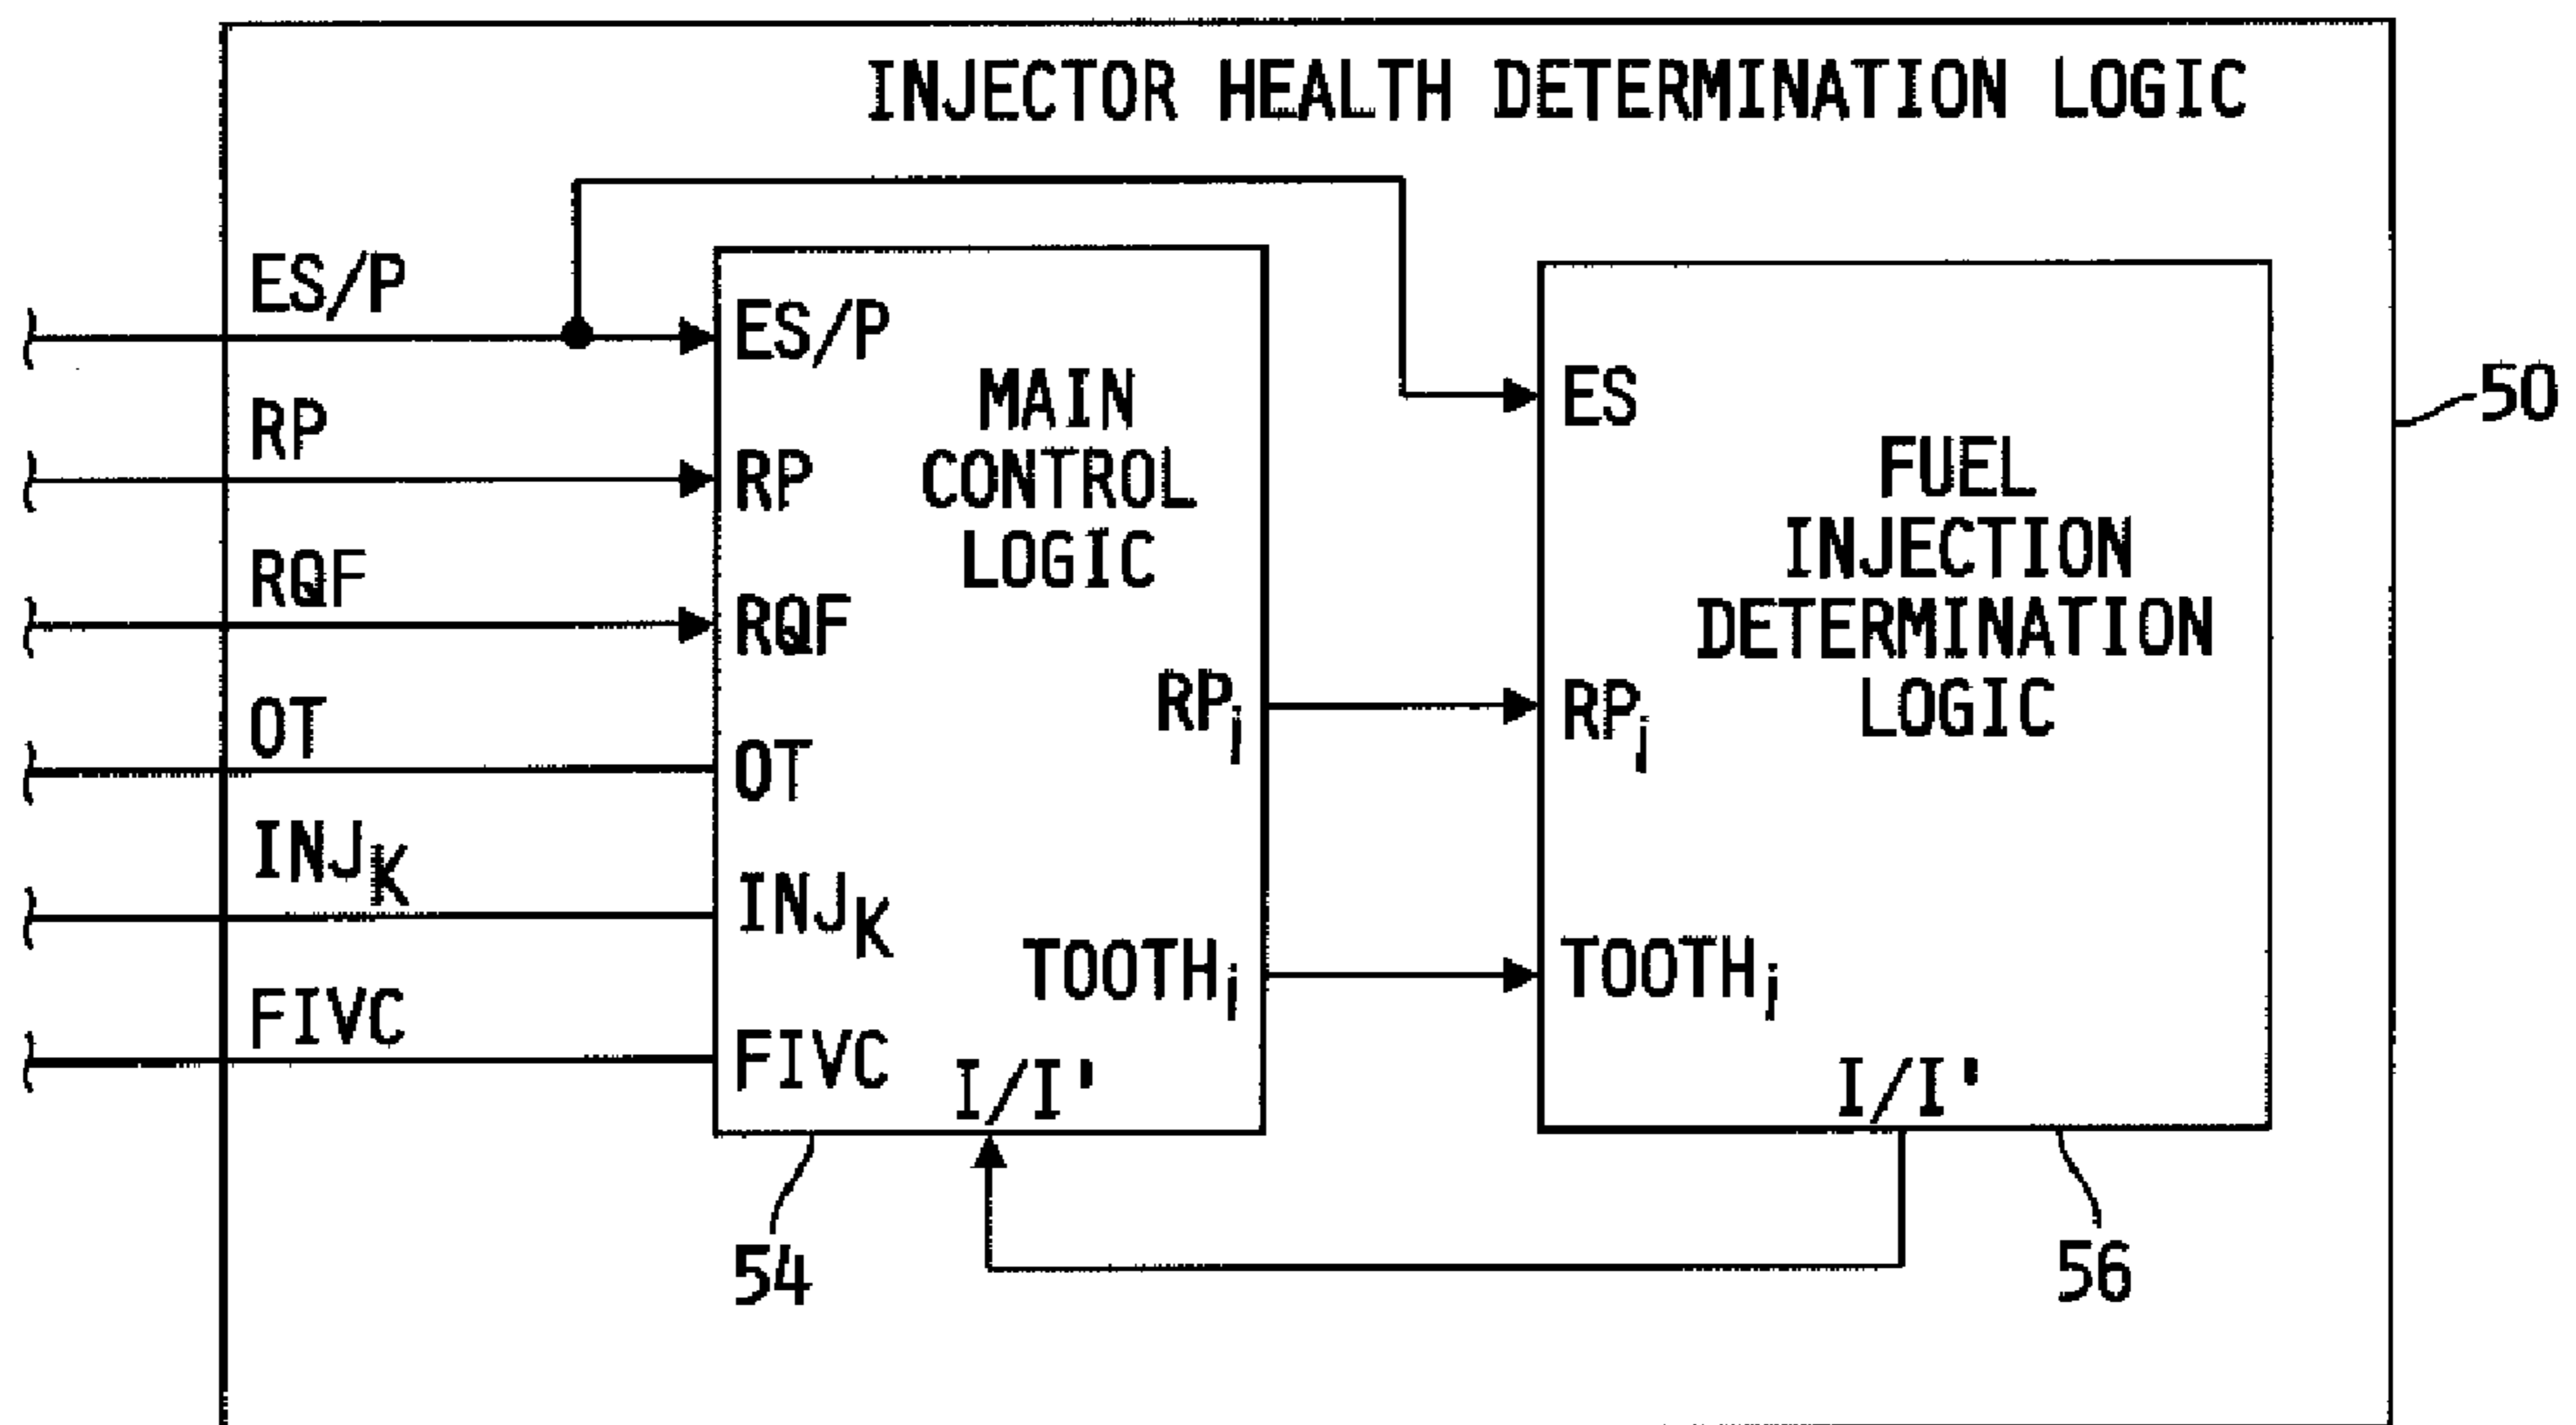 INJECTOR HEALTH DETERMINATION LOGIC
ES/P
RP
RQF
OT
INJK
FIVC
ES/P
RP
RQF
OT
INJK
FIVC
MAIN
CONTROL
LOGIC
RPj
TOOTHi
I/I'
ES
RPj
TOOTHj
FUEL
INJECTION
DETERMINATION
LOGIC
I/I'
50
54
56